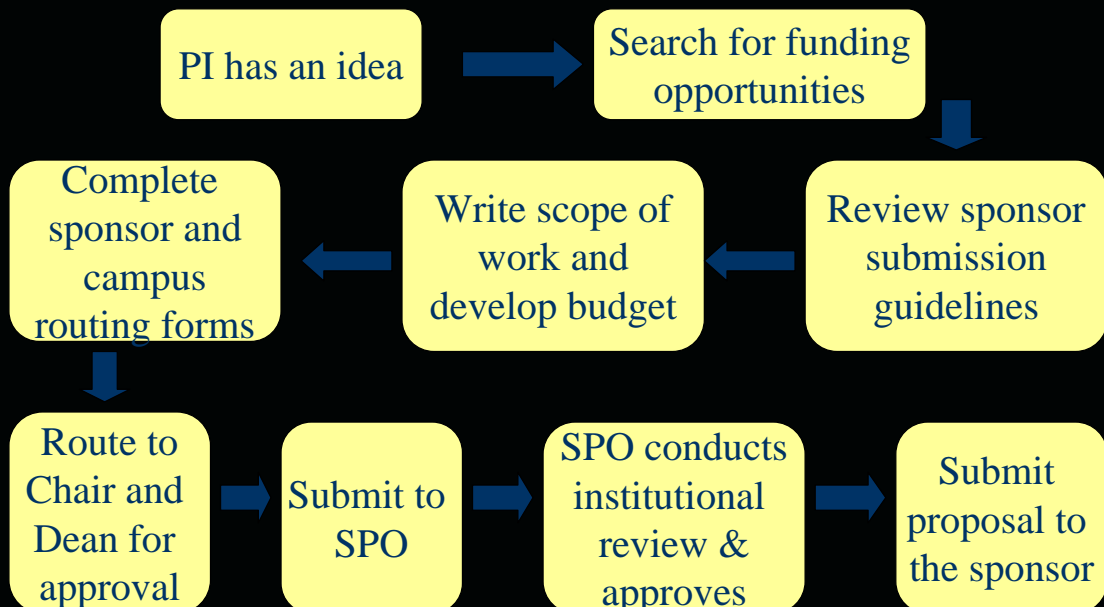 PI has an idea
Search for funding
opportunities
Review sponsor
submission
guidelines
Write scope of
work and
develop budget
Complete
sponsor and
campus
routing forms
Route to
Chair and
Dean for
approval
Submit to
SPO
SPO conducts
institutional
review &
approves
Submit
proposal to
the sponsor